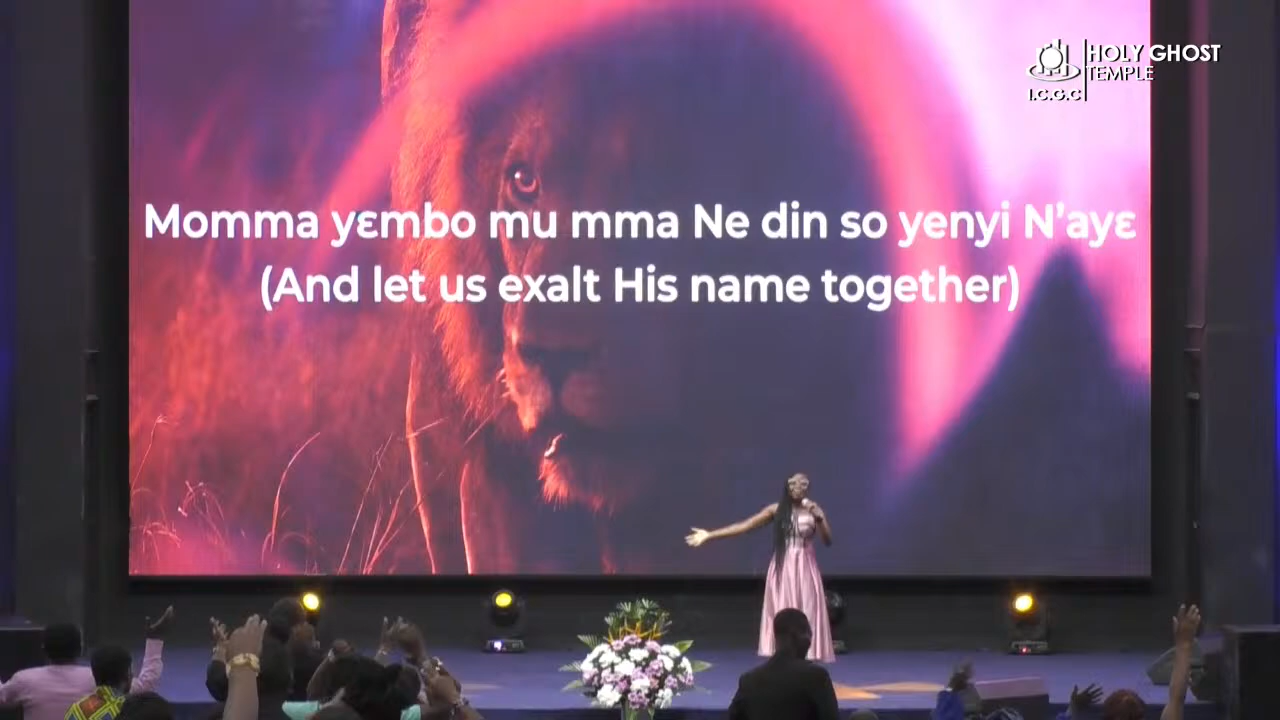 HOLY GHOST
TEMPLE
I.C.G.C
Momma yɛmbo mu mma Ne din so yenyi N'ayɛ
(And let us exalt His name together)